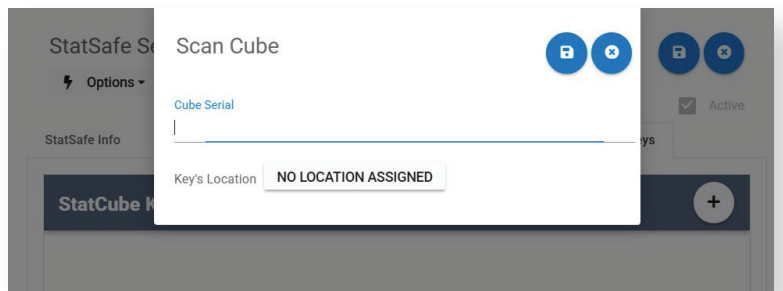 StatSafe Se
Scan Cube
Options
Cube Serial
Active
StatSafe Info
ys
Key's Location NO LOCATION ASSIGNED
StatCube K
+